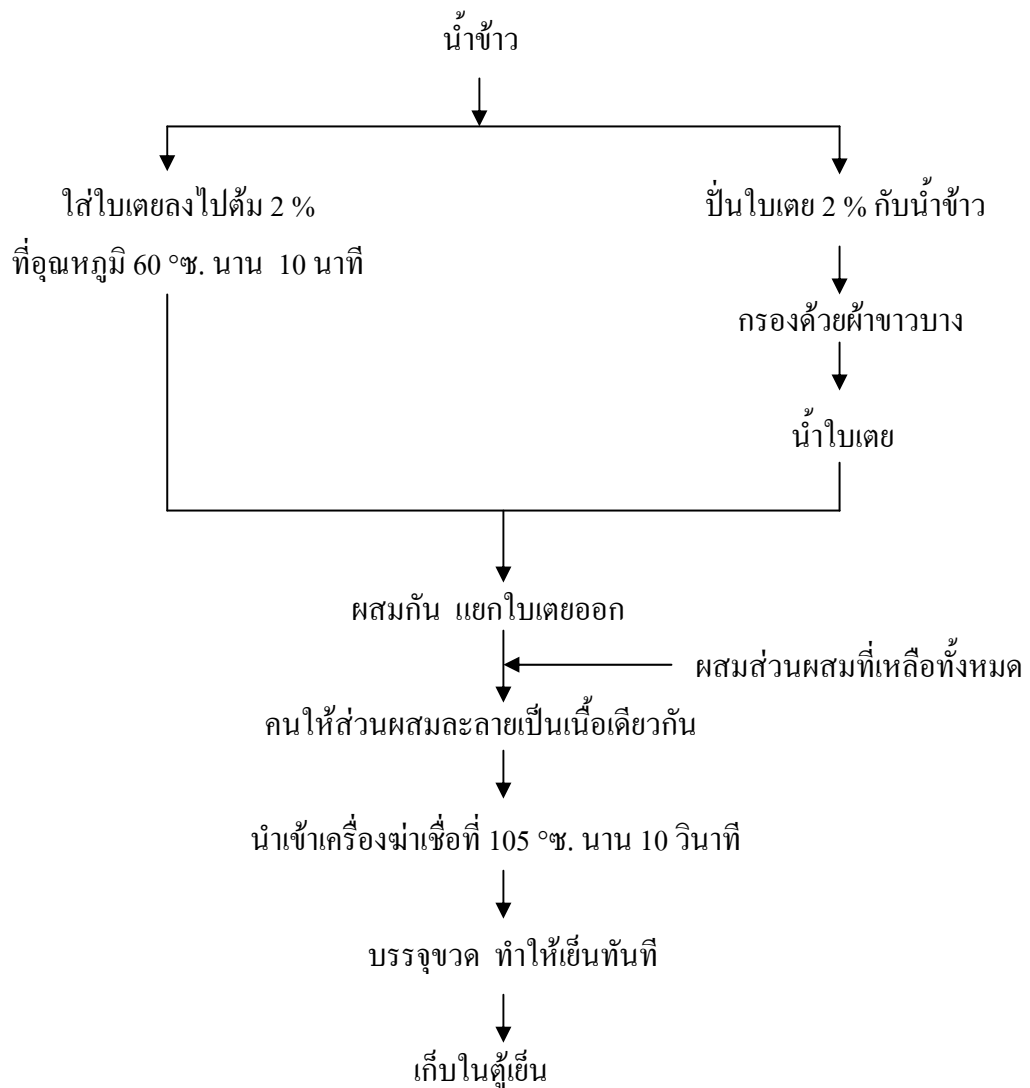 น้ำข้าว
ใส่ใบเตยลงไปต้ม 2 %
ที่อุณหภูมิ 60 °ซ. นาน 10 นาที
ปั่นใบเตย 2 % กับน้ำข้าว
กรองด้วยผ้าขาวบาง
น้ำใบเตย
ผสมกัน แยกใบเตยออก
ผสมส่วนผสมที่เหลือทั้งหมด
คนให้ส่วนผสมละลายเป็นเนื้อเดียวกัน
นำเข้าเครื่องฆ่าเชื่อที่ 105 °ซ. นาน 10 วินาที
บรรจุขวด ทำให้เย็นทันที
เก็บในตู้เย็น